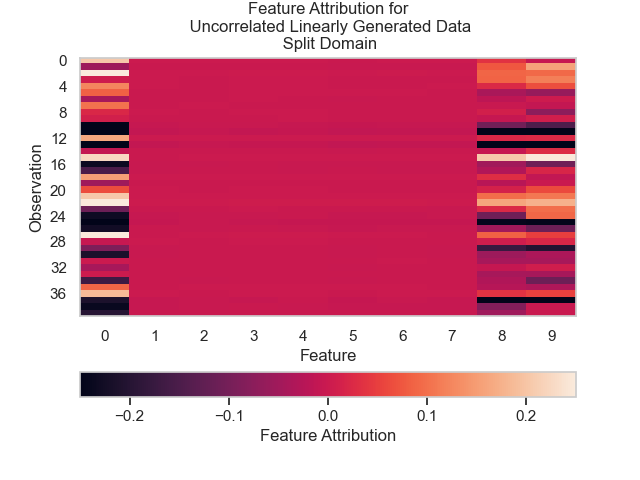 Feature Attribution for
Uncorrelated Linearly Generated Data
Split Domain
0
4
8
12
16
20
24
28
32
36
Observation
0 1 2 3 4 5 6 7 8 9
Feature
−0.2 −0.1 0.0 0.1 0.2
Feature Attribution